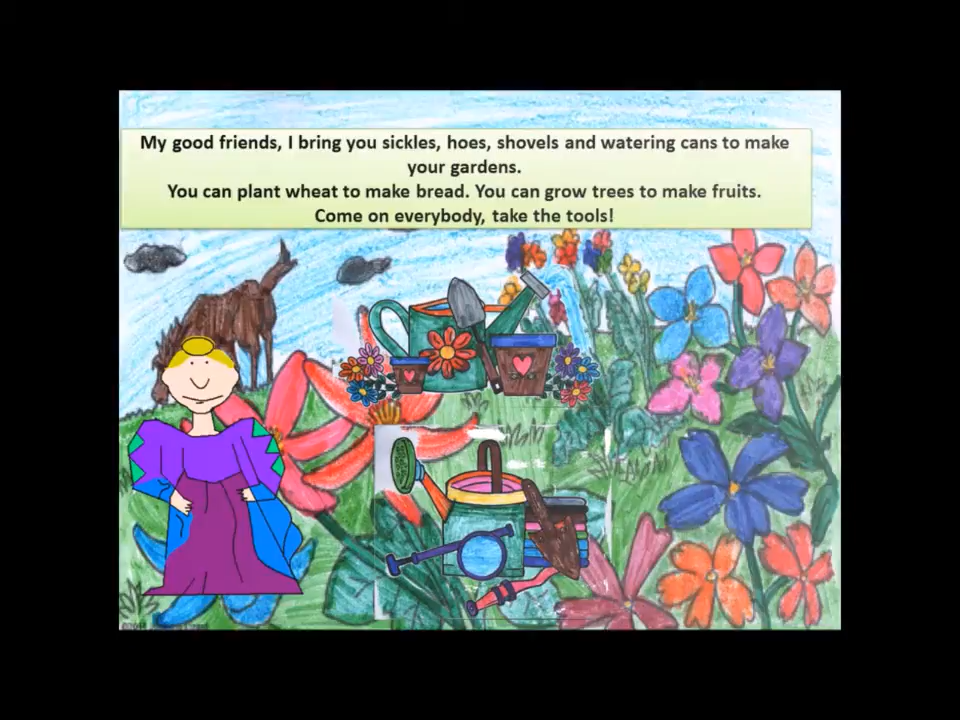 My good friends, I bring you sickles, hoes, shovels and watering cans to make
your gardens.
You can plant wheat to make bread. You can grow trees to make fruits.
Come on everybody, take the tools!